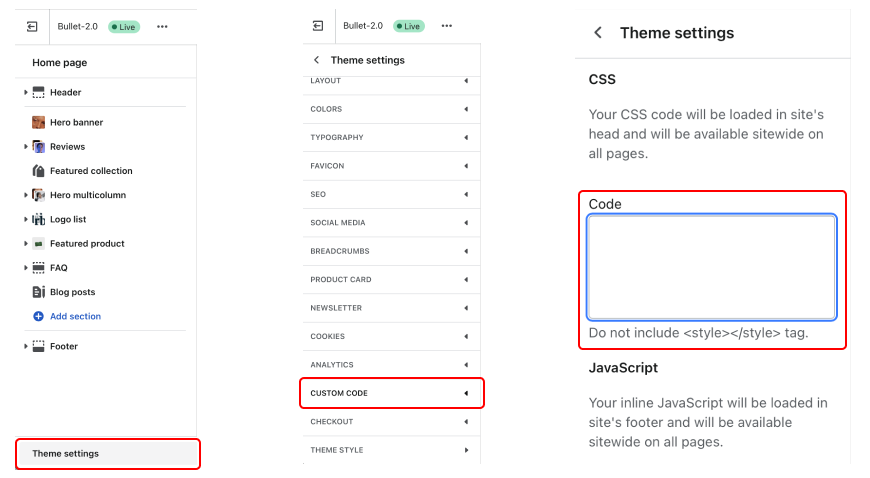 Bullet-2.0 Live
Home page
Header
Hero banner
Reviews
Featured collection
Hero multicolumn
Logo list
Featured product
FAQ
Blog posts
Add section
Footer
Theme settings
Bullet-2.0 Live
Theme settings
LAYOUT
COLORS
TYPOGRAPHY
FAVICON
SEO
SOCIAL MEDIA
BREADCRUMBS
PRODUCT CARD
NEWSLETTER
COOKIES
ANALYTICS
CUSTOM CODE
CHECKOUT
THEME STYLE
Theme settings
CSS
Your CSS code will be loaded in site's
head and will be available sitewide on
all pages.
Code
Do not include <style></style> tag.
JavaScript
Your inline JavaScript will be loaded in
site's footer and will be available
sitewide on all pages.